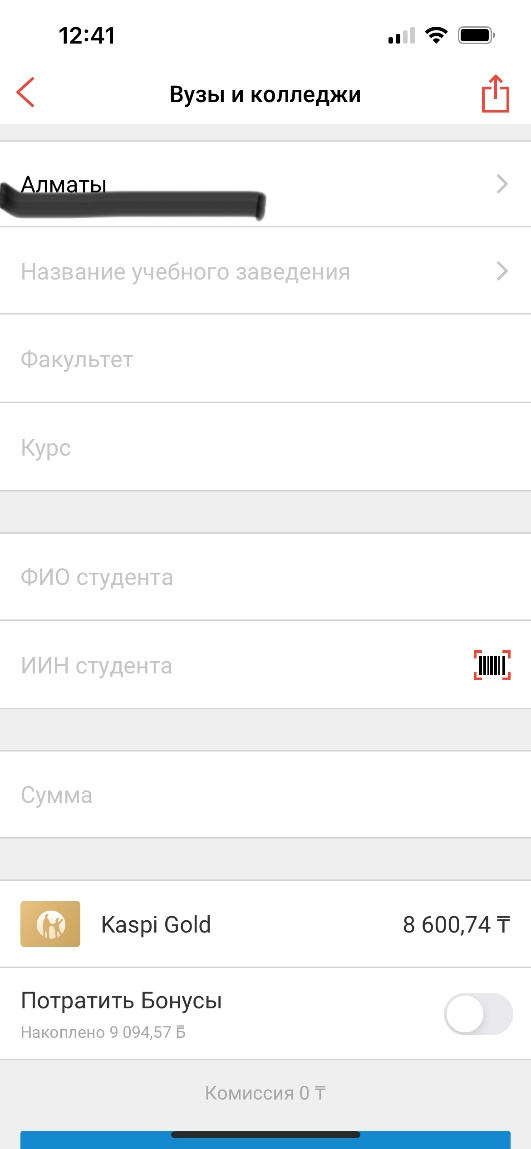 12:41
Вузы и колледжи
Алматы
Название учебного заведения
Факультет
Курс
ФИО студента
ИИН студента
Сумма
Kaspi Gold 8 600,74 ₸
Потратить Бонусы
Накоплено 9 094,57 Б
Комиссия 0 ₸